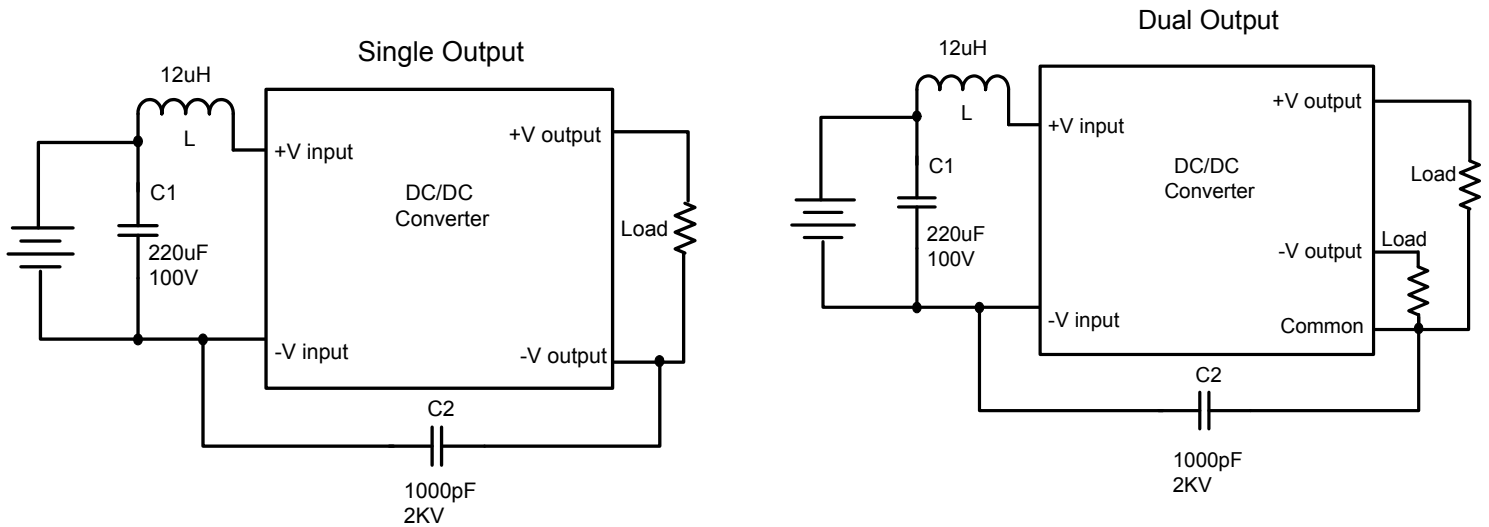 Single Output
12uH
L
+V input
+V output
C1
DC/DC
Converter
Load
220uF
100V
-V input
-V output
C2
1000pF
2KV
Dual Output
12uH
L
+V output
+V input
C1
DC/DC
Converter
Load
220uF
100V
Load
-V output
-V input
Common
C2
1000pF
2KV